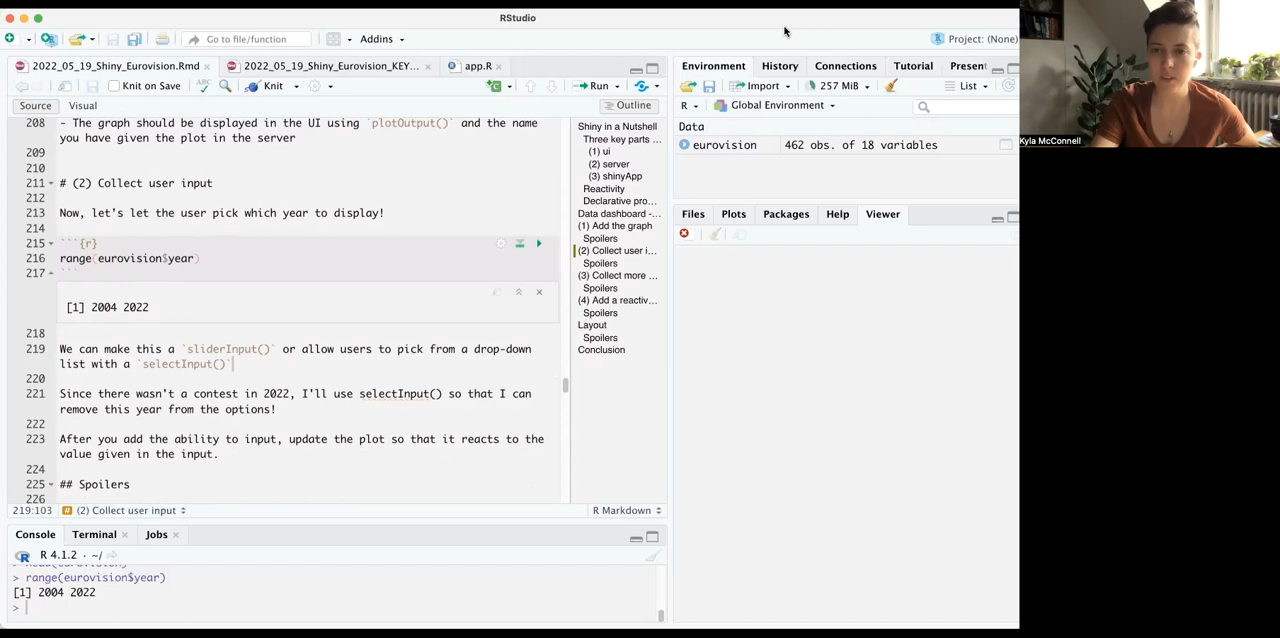 RStudio
Go to file/function
Addins
Project: (None)
2022_05_19_Shiny_Eurovision.Rmd
2022_05_19_Shiny_Eurovision_KEY...
app.R
Knit on Save
Knit
Run
Source
Visual
Outline
208 - The graph should be displayed in the UI using `plotOutput()` and the name
you have given the plot in the server
209
210
211 # (2) Collect user input
212
213 Now, let's let the user pick which year to display!
214
215 ```{r}
216 range(eurovision$year)
217 ```
[1] 2004 2022
218
219 We can make this a `sliderInput()` or allow users to pick from a drop-down
list with a `selectInput()`
220
221 Since there wasn't a contest in 2022, I'll use selectInput() so that I can
remove this year from the options!
222
223 After you add the ability to input, update the plot so that it reacts to the
value given in the input.
224
225 ## Spoilers
226
Shiny in a Nutshell
Three key parts ...
(1) ui
(2) server
(3) shinyApp
Reactivity
Declarative pro...
Data dashboard -...
(1) Add the graph
Spoilers
(2) Collect user i...
Spoilers
(3) Collect more ...
Spoilers
(4) Add a reactiv...
Spoilers
Layout
Spoilers
Conclusion
219:103
(2) Collect user input
R Markdown
Console
Terminal
Jobs
R 4.1.2 · ~/
> range(eurovision$year)
[1] 2004 2022
>
Environment
History
Connections
Tutorial
Present
Import
257 MiB
List
R
Global Environment
Data
eurovision
462 obs. of 18 variables
Files
Plots
Packages
Help
Viewer
Kyla McConnell